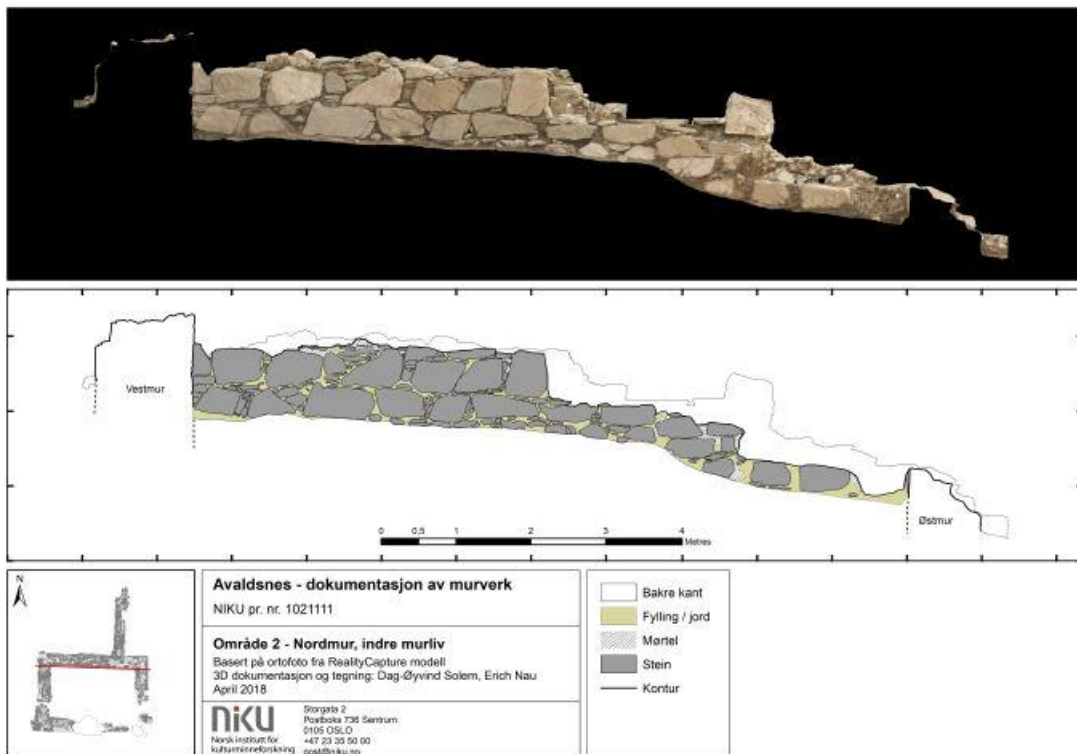 Vestmur
Østmur
0 0,5 1 2 3 4
Metres
N
Avaldsnes - dokumentasjon av murverk
NIKU pr. nr. 1021111
Område 2 - Nordmur, indre murliv
Basert på ortofoto fra RealityCapture modell
3D dokumentasjon og tegning: Dag-Øyvind Solem, Erich Nau
April 2018
NIKU
Norsk institutt for
kulturminneforskning
Storgata 2
Postboks 736 Sentrum
0105 OSLO
+47 23 35 50 00
post@niku.no
Bakre kant
Fylling / jord
Mørtel
Stein
Kontur